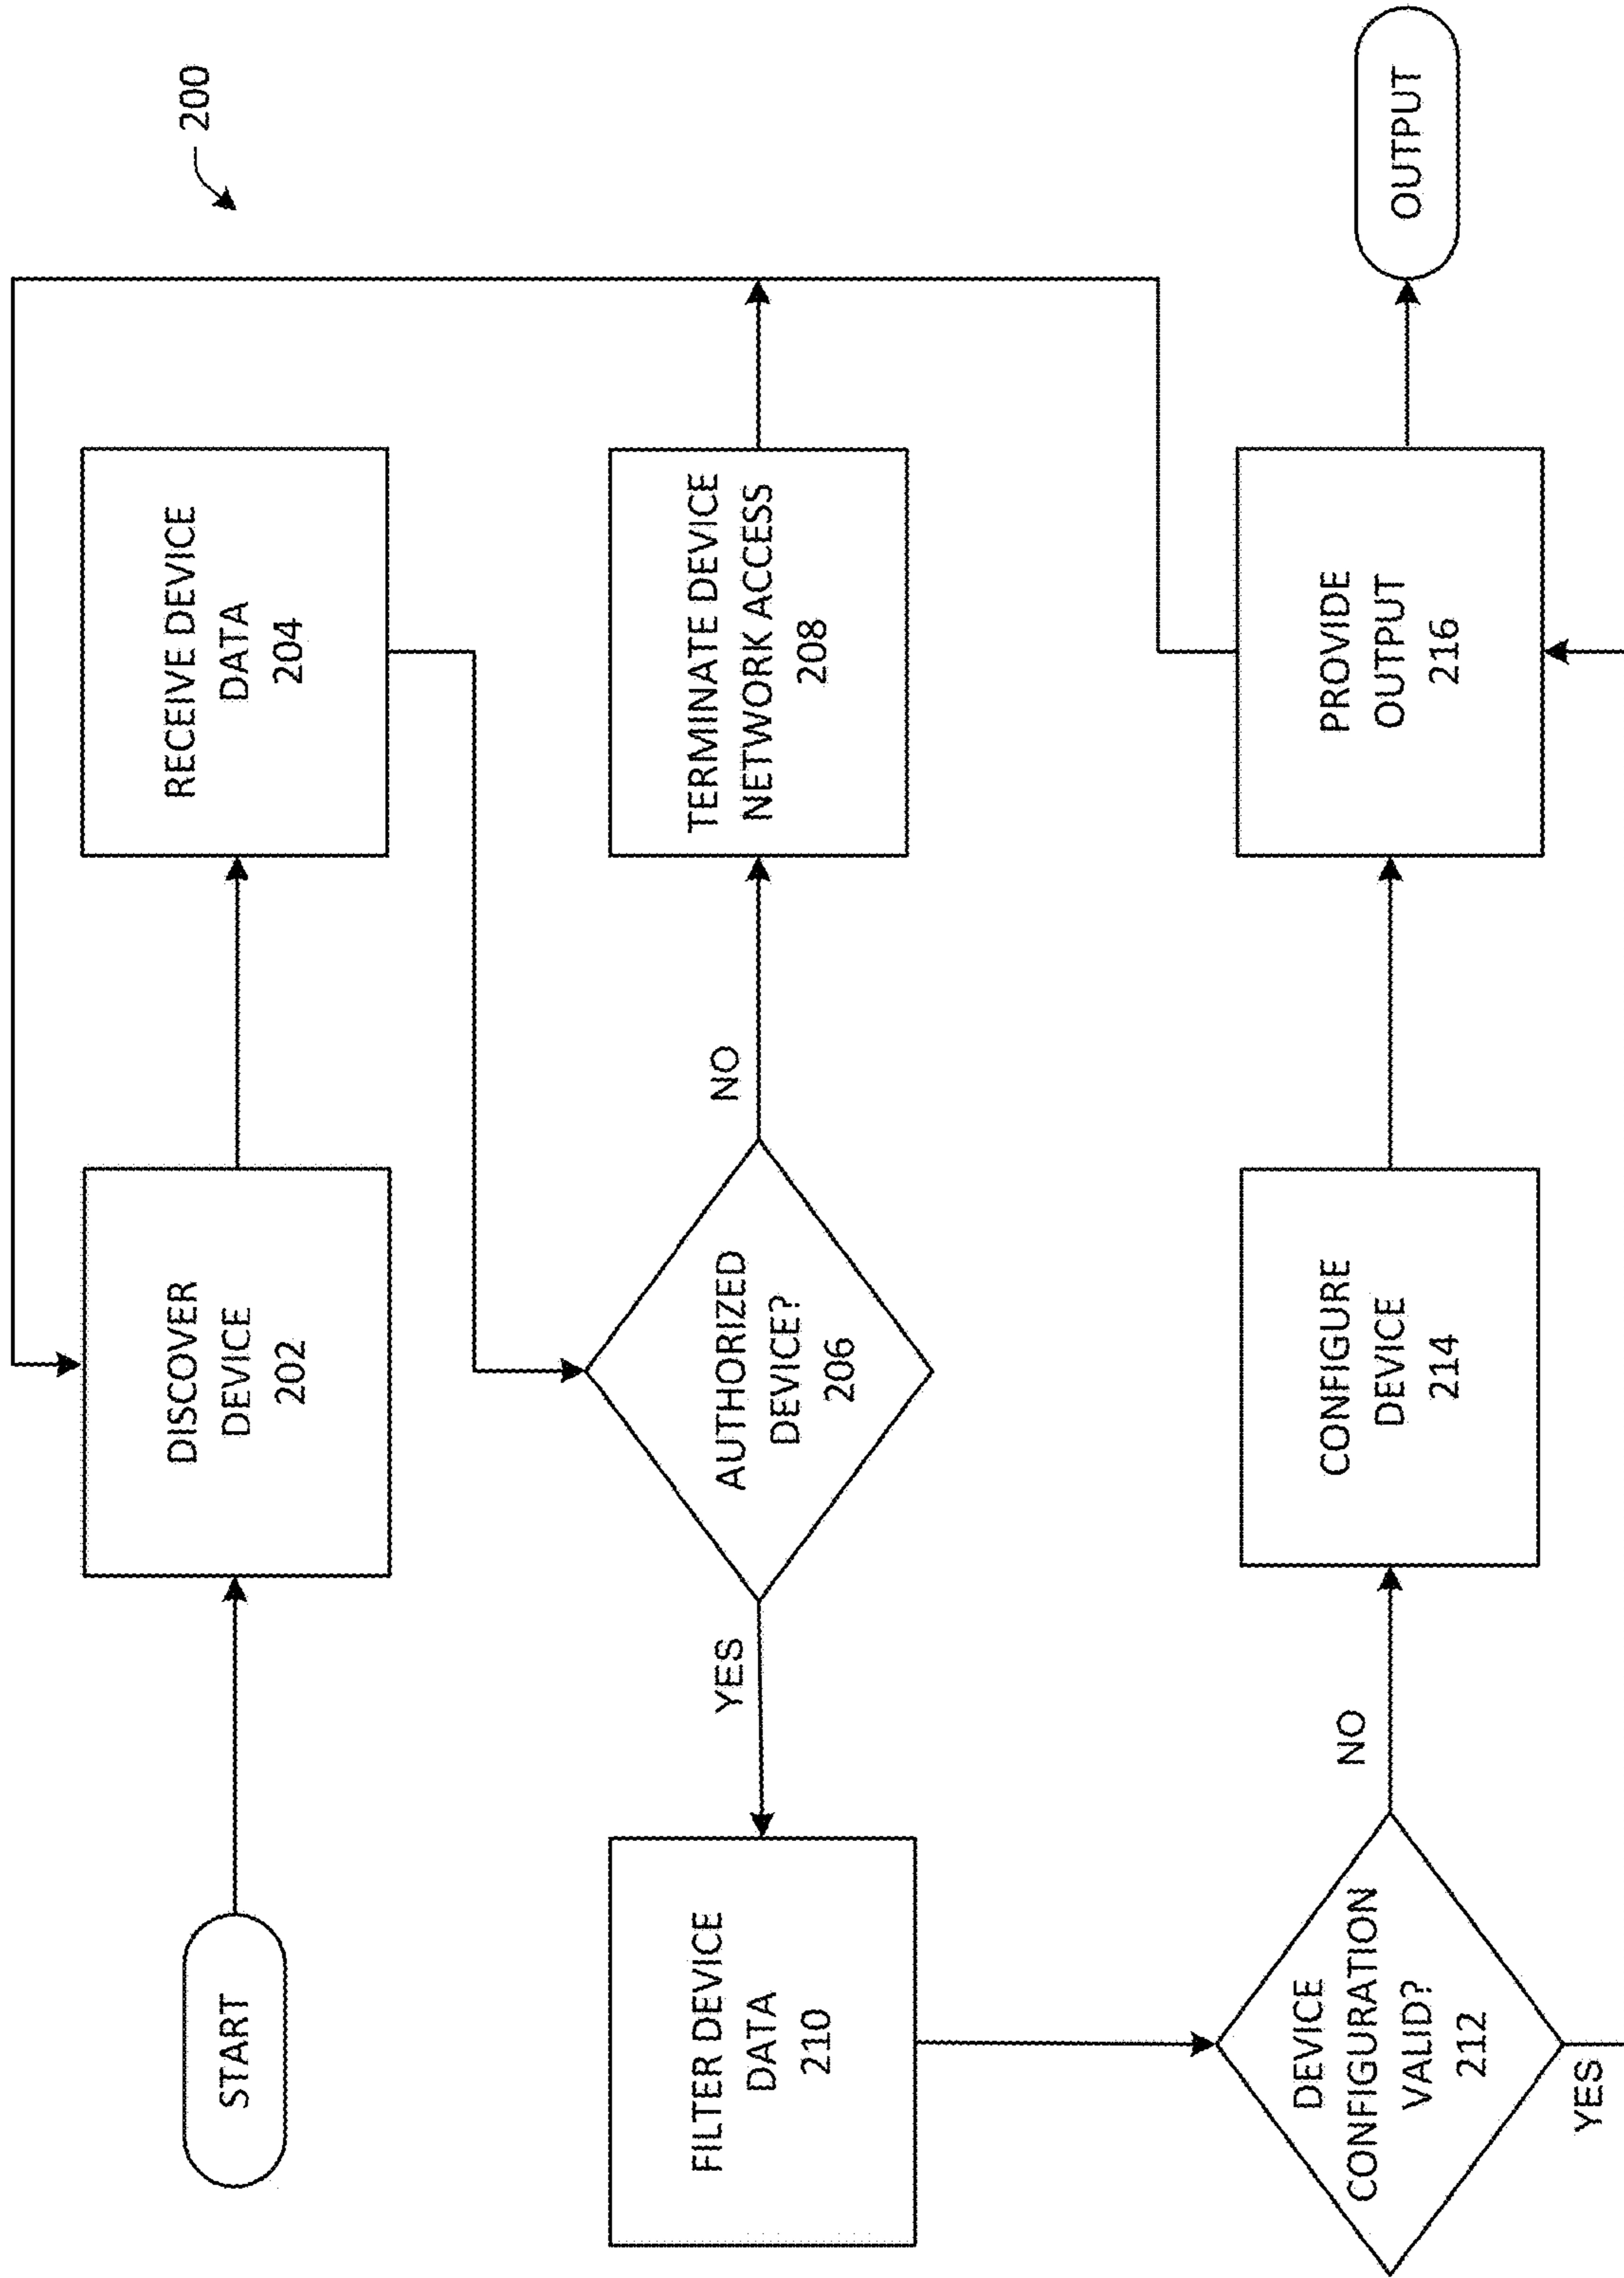 200
START
DISCOVER
DEVICE
202
RECEIVE DEVICE
DATA
204
FILTER DEVICE
DATA
210
YES
AUTHORIZED
DEVICE?
206
NO
TERMINATE DEVICE
NETWORK ACCESS
208
DEVICE
CONFIGURATION
VALID?
212
NO
YES
CONFIGURE
DEVICE
214
PROVIDE
OUTPUT
216
OUTPUT